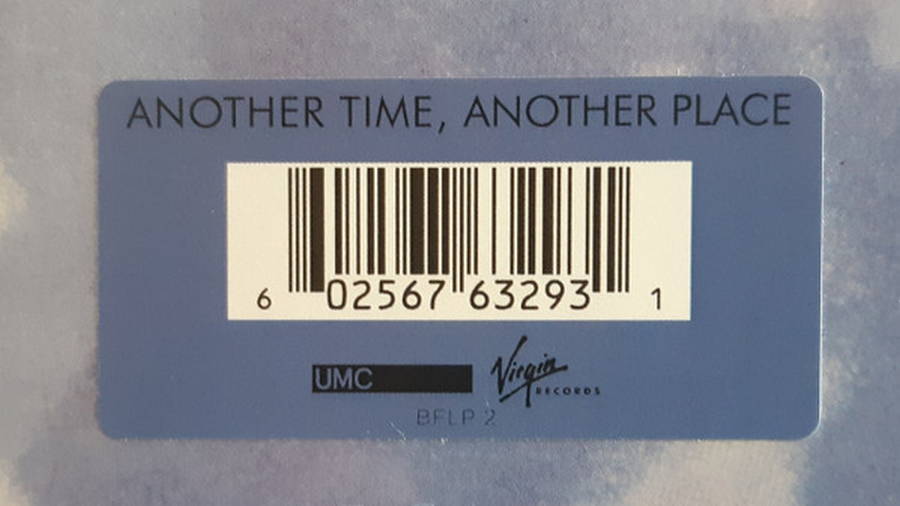 ANOTHER TIME, ANOTHER PLACE
6 02567 63293 1
UMC Virgin
RECORDS
BFLP 2